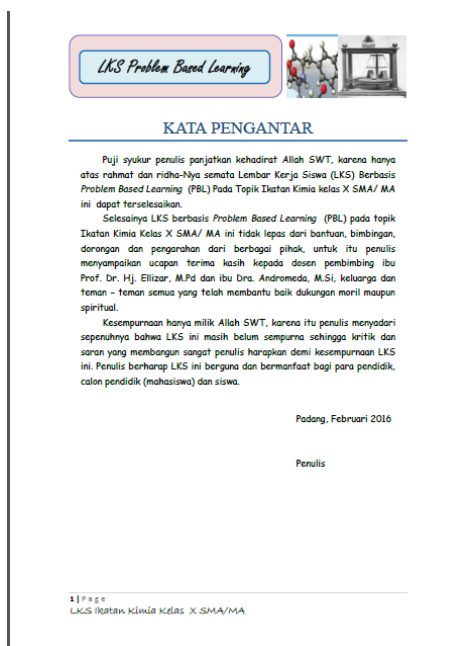 LKS Problem Based Learning
KATA PENGANTAR
Puji syukur penulis panjatkan kehadirat Allah SWT, karena hanya
atas rahmat dan ridha-Nya semata Lembar Kerja Siswa (LKS) Berbasis
Problem Based Learning (PBL) Pada Topik Ikatan Kimia kelas X SMA/ MA
ini dapat terselesaikan.
Selesainya LKS berbasis Problem Based Learning (PBL) pada topik
Ikatan Kimia Kelas X SMA/ MA ini tidak lepas dari bantuan, bimbingan,
dorongan dan pengarahan dari berbagai pihak, untuk itu penulis
menyampaikan ucapan terima kasih kepada dosen pembimbing ibu
Prof. Dr. Hj. Ellizar, M.Pd dan ibu Dra. Andromeda, M.Si, keluarga dan
teman – teman semua yang telah membantu baik dukungan moril maupun
spiritual.
Kesempurnaan hanya milik Allah SWT, karena itu penulis menyadari
sepenuhnya bahwa LKS ini masih belum sempurna sehingga kritik dan
saran yang membangun sangat penulis harapkan demi kesempurnaan LKS
ini. Penulis berharap LKS ini berguna dan bermanfaat bagi para pendidik,
calon pendidik (mahasiswa) dan siswa.
Padang, Februari 2016
Penulis
1 | Page
LKS Ikatan Kimia Kelas X SMA/MA